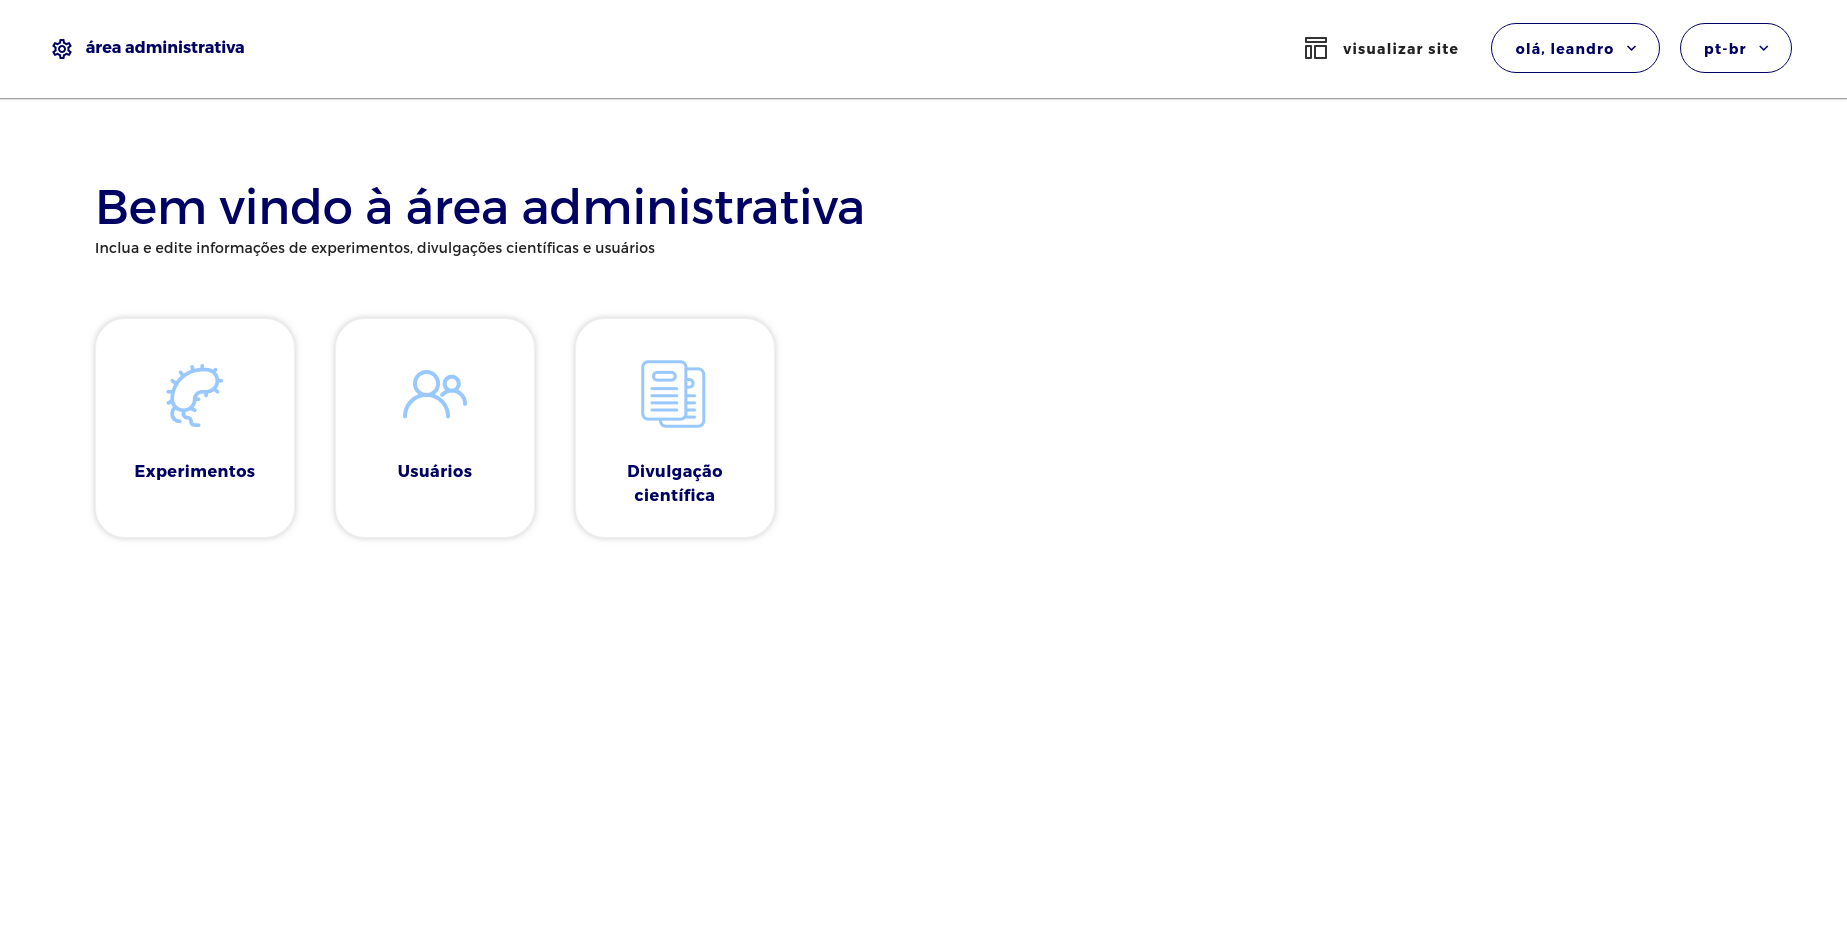 área administrativa
visualizar site
olá, leandro
pt-br
Bem vindo à área administrativa
Inclua e edite informações de experimentos, divulgações científicas e usuários
Experimentos
Usuários
Divulgação
científica